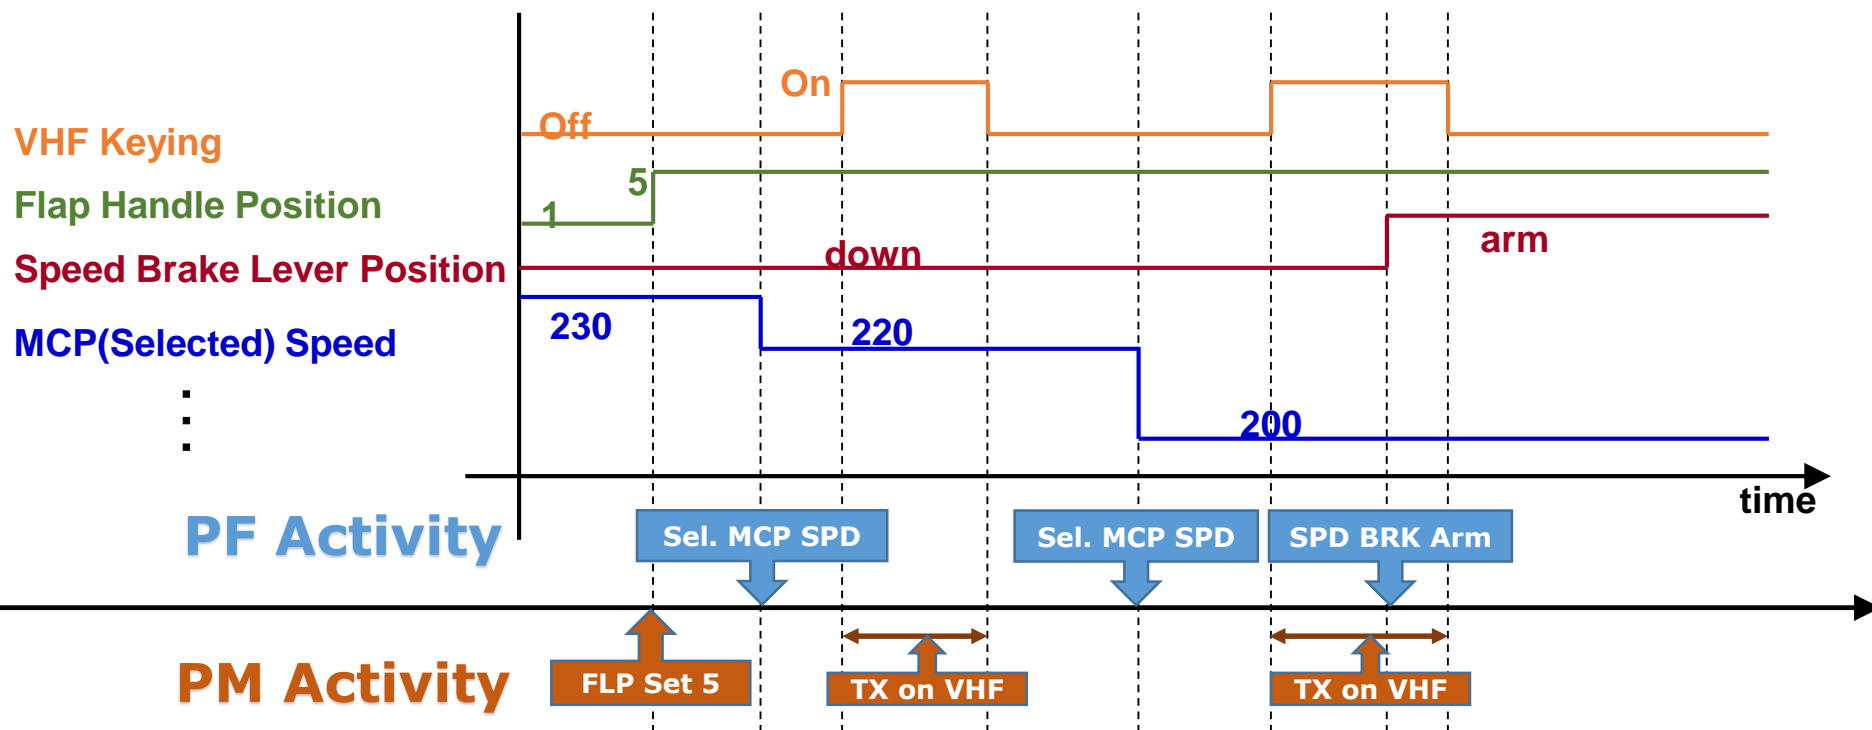 On
Off
VHF Keying
5
Flap Handle Position
1
arm
down
Speed Brake Lever Position
230
220
MCP(Selected) Speed
200
time
PF Activity
Sel. MCP SPD
Sel. MCP SPD
SPD BRK Arm
PM Activity
FLP Set 5
TX on VHF
TX on VHF